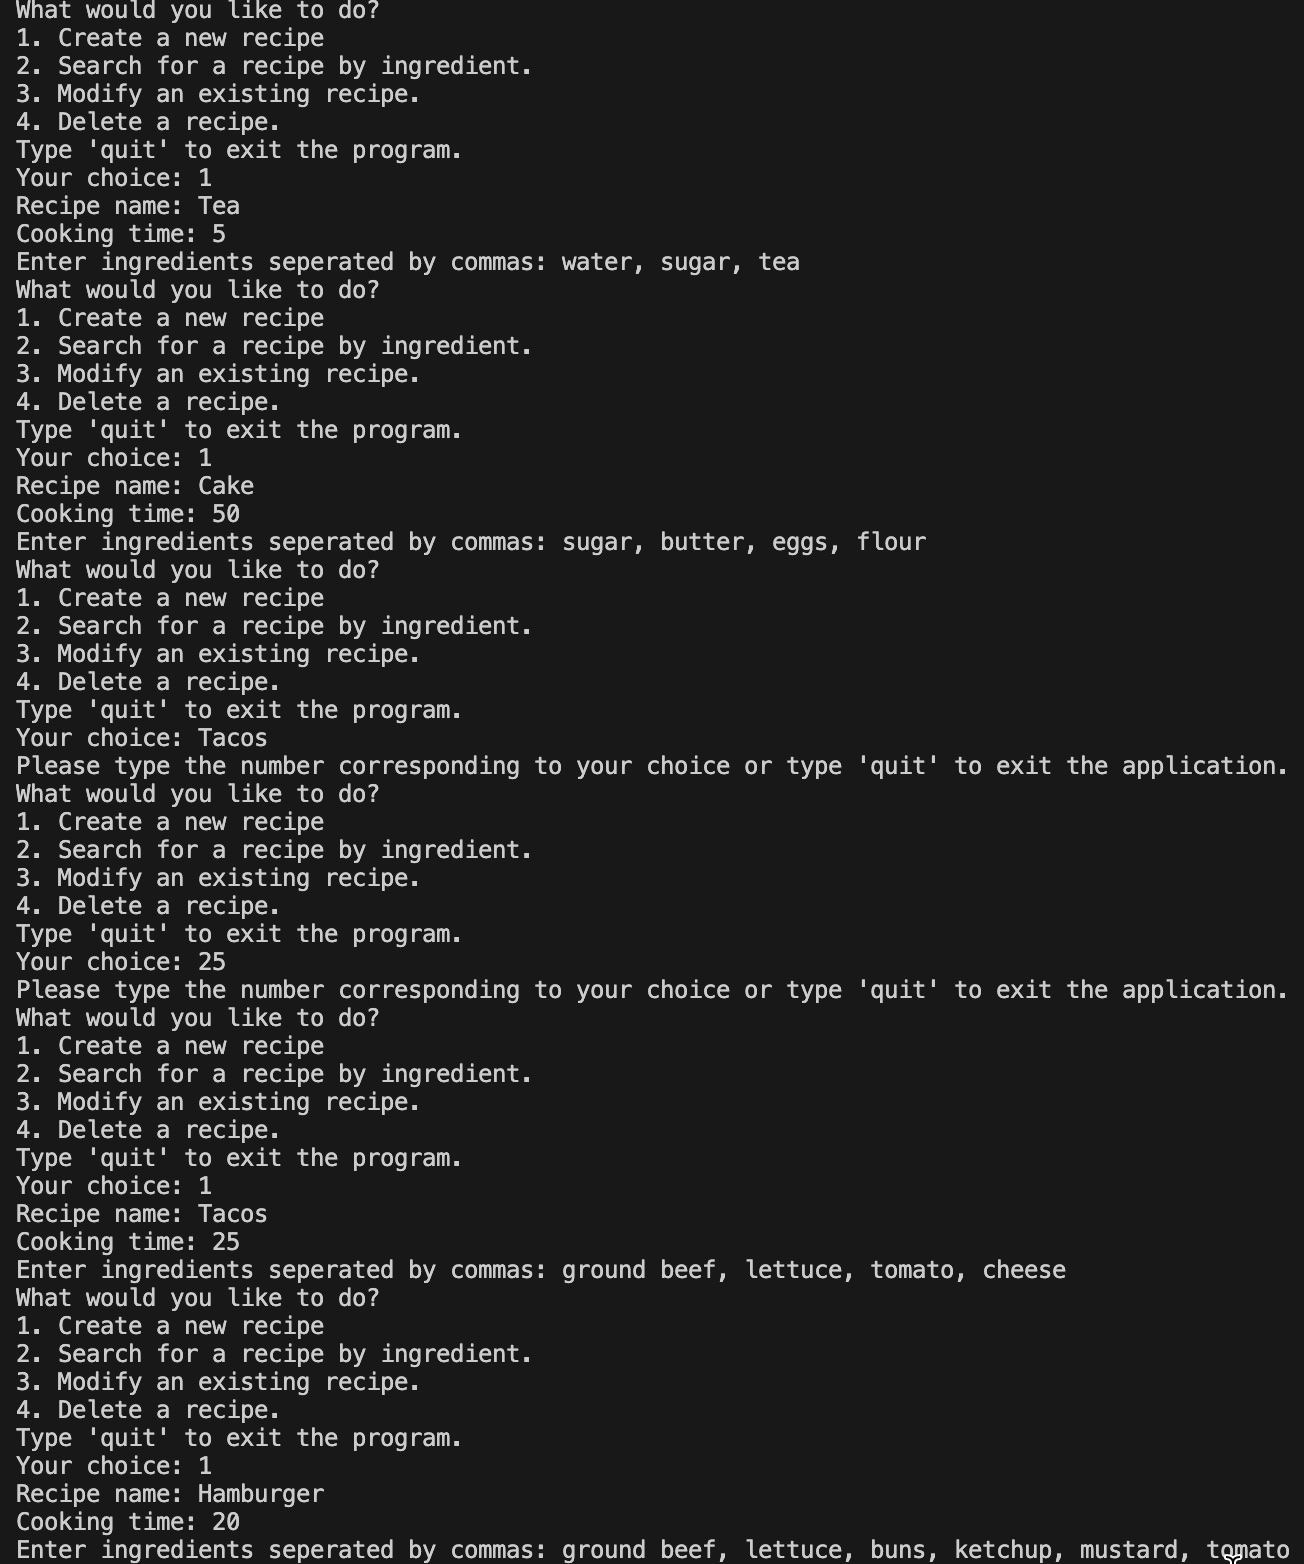 What would you like to do?
1. Create a new recipe
2. Search for a recipe by ingredient.
3. Modify an existing recipe.
4. Delete a recipe.
Type 'quit' to exit the program.
Your choice: 1
Recipe name: Tea
Cooking time: 5
Enter ingredients seperated by commas: water, sugar, tea
What would you like to do?
1. Create a new recipe
2. Search for a recipe by ingredient.
3. Modify an existing recipe.
4. Delete a recipe.
Type 'quit' to exit the program.
Your choice: 1
Recipe name: Cake
Cooking time: 50
Enter ingredients seperated by commas: sugar, butter, eggs, flour
What would you like to do?
1. Create a new recipe
2. Search for a recipe by ingredient.
3. Modify an existing recipe.
4. Delete a recipe.
Type 'quit' to exit the program.
Your choice: Tacos
Please type the number corresponding to your choice or type 'quit' to exit the application.
What would you like to do?
1. Create a new recipe
2. Search for a recipe by ingredient.
3. Modify an existing recipe.
4. Delete a recipe.
Type 'quit' to exit the program.
Your choice: 25
Please type the number corresponding to your choice or type 'quit' to exit the application.
What would you like to do?
1. Create a new recipe
2. Search for a recipe by ingredient.
3. Modify an existing recipe.
4. Delete a recipe.
Type 'quit' to exit the program.
Your choice: 1
Recipe name: Tacos
Cooking time: 25
Enter ingredients seperated by commas: ground beef, lettuce, tomato, cheese
What would you like to do?
1. Create a new recipe
2. Search for a recipe by ingredient.
3. Modify an existing recipe.
4. Delete a recipe.
Type 'quit' to exit the program.
Your choice: 1
Recipe name: Hamburger
Cooking time: 20
Enter ingredients seperated by commas: ground beef, lettuce, buns, ketchup, mustard, tomato